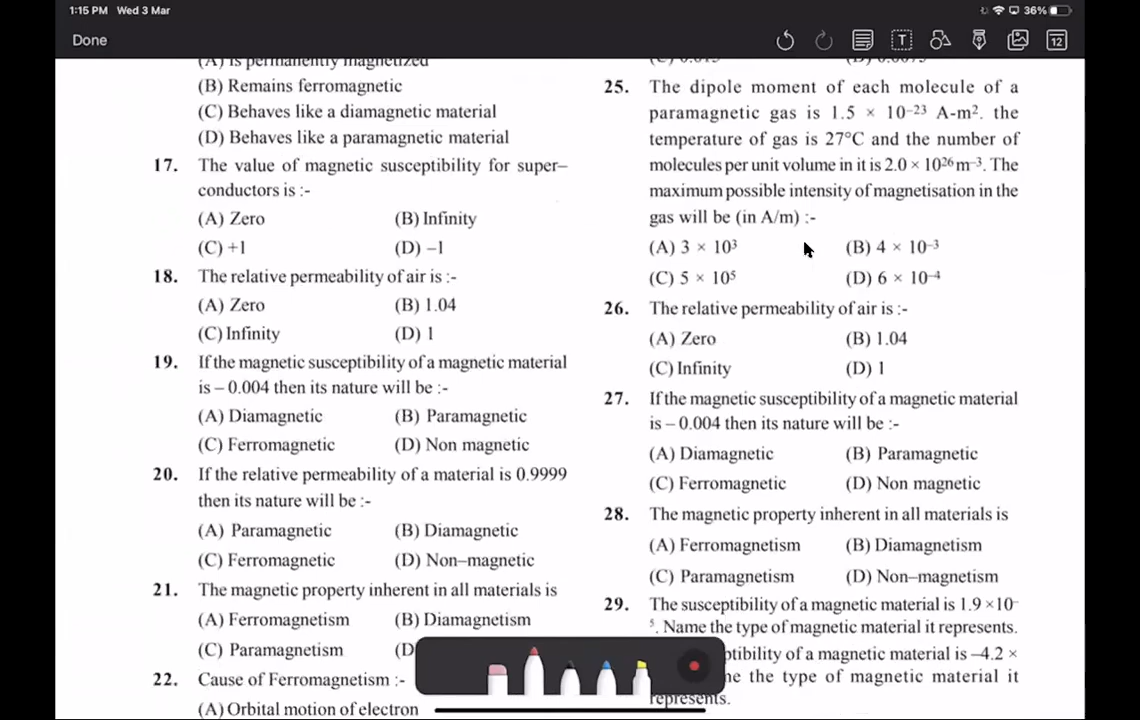 1:15 PM Wed 3 Mar
36%
Done
12
(A) Is permanently magnetized
(B) Remains ferromagnetic
(C) Behaves like a diamagnetic material
(D) Behaves like a paramagnetic material
17. The value of magnetic susceptibility for super–
conductors is :-
(A) Zero (B) Infinity
(C) +1 (D) –1
18. The relative permeability of air is :-
(A) Zero (B) 1.04
(C) Infinity (D) 1
19. If the magnetic susceptibility of a magnetic material
is – 0.004 then its nature will be :-
(A) Diamagnetic (B) Paramagnetic
(C) Ferromagnetic (D) Non magnetic
20. If the relative permeability of a material is 0.9999
then its nature will be :-
(A) Paramagnetic (B) Diamagnetic
(C) Ferromagnetic (D) Non–magnetic
21. The magnetic property inherent in all materials is
(A) Ferromagnetism (B) Diamagnetism
(C) Paramagnetism (D
22. Cause of Ferromagnetism :-
(A) Orbital motion of electron
25. The dipole moment of each molecule of a
paramagnetic gas is 1.5 × 10⁻²³ A-m². the
temperature of gas is 27°C and the number of
molecules per unit volume in it is 2.0 × 10²⁶ m⁻³. The
maximum possible intensity of magnetisation in the
gas will be (in A/m) :-
(A) 3 × 10³ (B) 4 × 10⁻³
(C) 5 × 10⁵ (D) 6 × 10⁻⁴
26. The relative permeability of air is :-
(A) Zero (B) 1.04
(C) Infinity (D) 1
27. If the magnetic susceptibility of a magnetic material
is – 0.004 then its nature will be :-
(A) Diamagnetic (B) Paramagnetic
(C) Ferromagnetic (D) Non magnetic
28. The magnetic property inherent in all materials is
(A) Ferromagnetism (B) Diamagnetism
(C) Paramagnetism (D) Non–magnetism
29. The susceptibility of a magnetic material is 1.9 ×10⁻
⁵. Name the type of magnetic material it represents.
ptibility of a magnetic material is –4.2 ×
me the type of magnetic material it
represents.